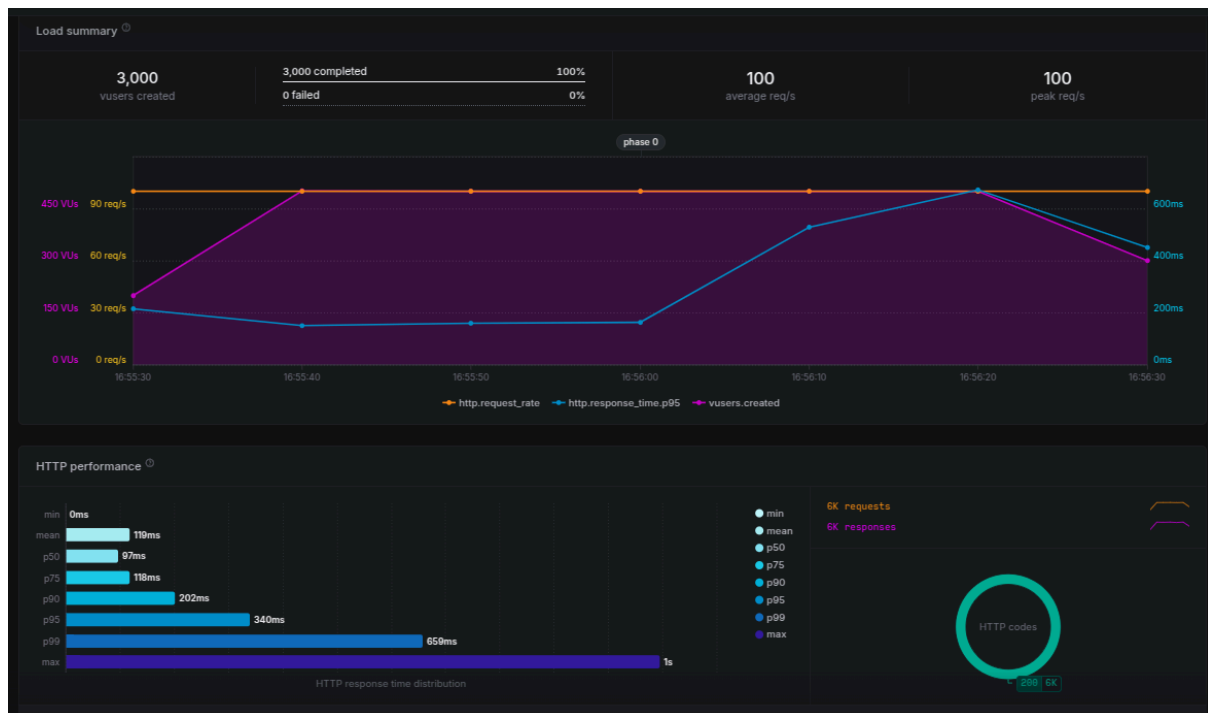 Load summary
3,000
vusers created
3,000 completed 100%
0 failed 0%
100
average req/s
100
peak req/s
phase 0
450 VUs 90 req/s 600ms
300 VUs 60 req/s 400ms
150 VUs 30 req/s 200ms
0 VUs 0 req/s 0ms
16:55:30 16:55:40 16:55:50 16:56:00 16:56:10 16:56:20 16:56:30
http.request_rate http.response_time.p95 vusers.created
HTTP performance
min 0ms
mean 119ms
p50 97ms
p75 118ms
p90 202ms
p95 340ms
p99 659ms
max 1s
HTTP response time distribution
min
mean
p50
p75
p90
p95
p99
max
6K requests
6K responses
HTTP codes
200 6K